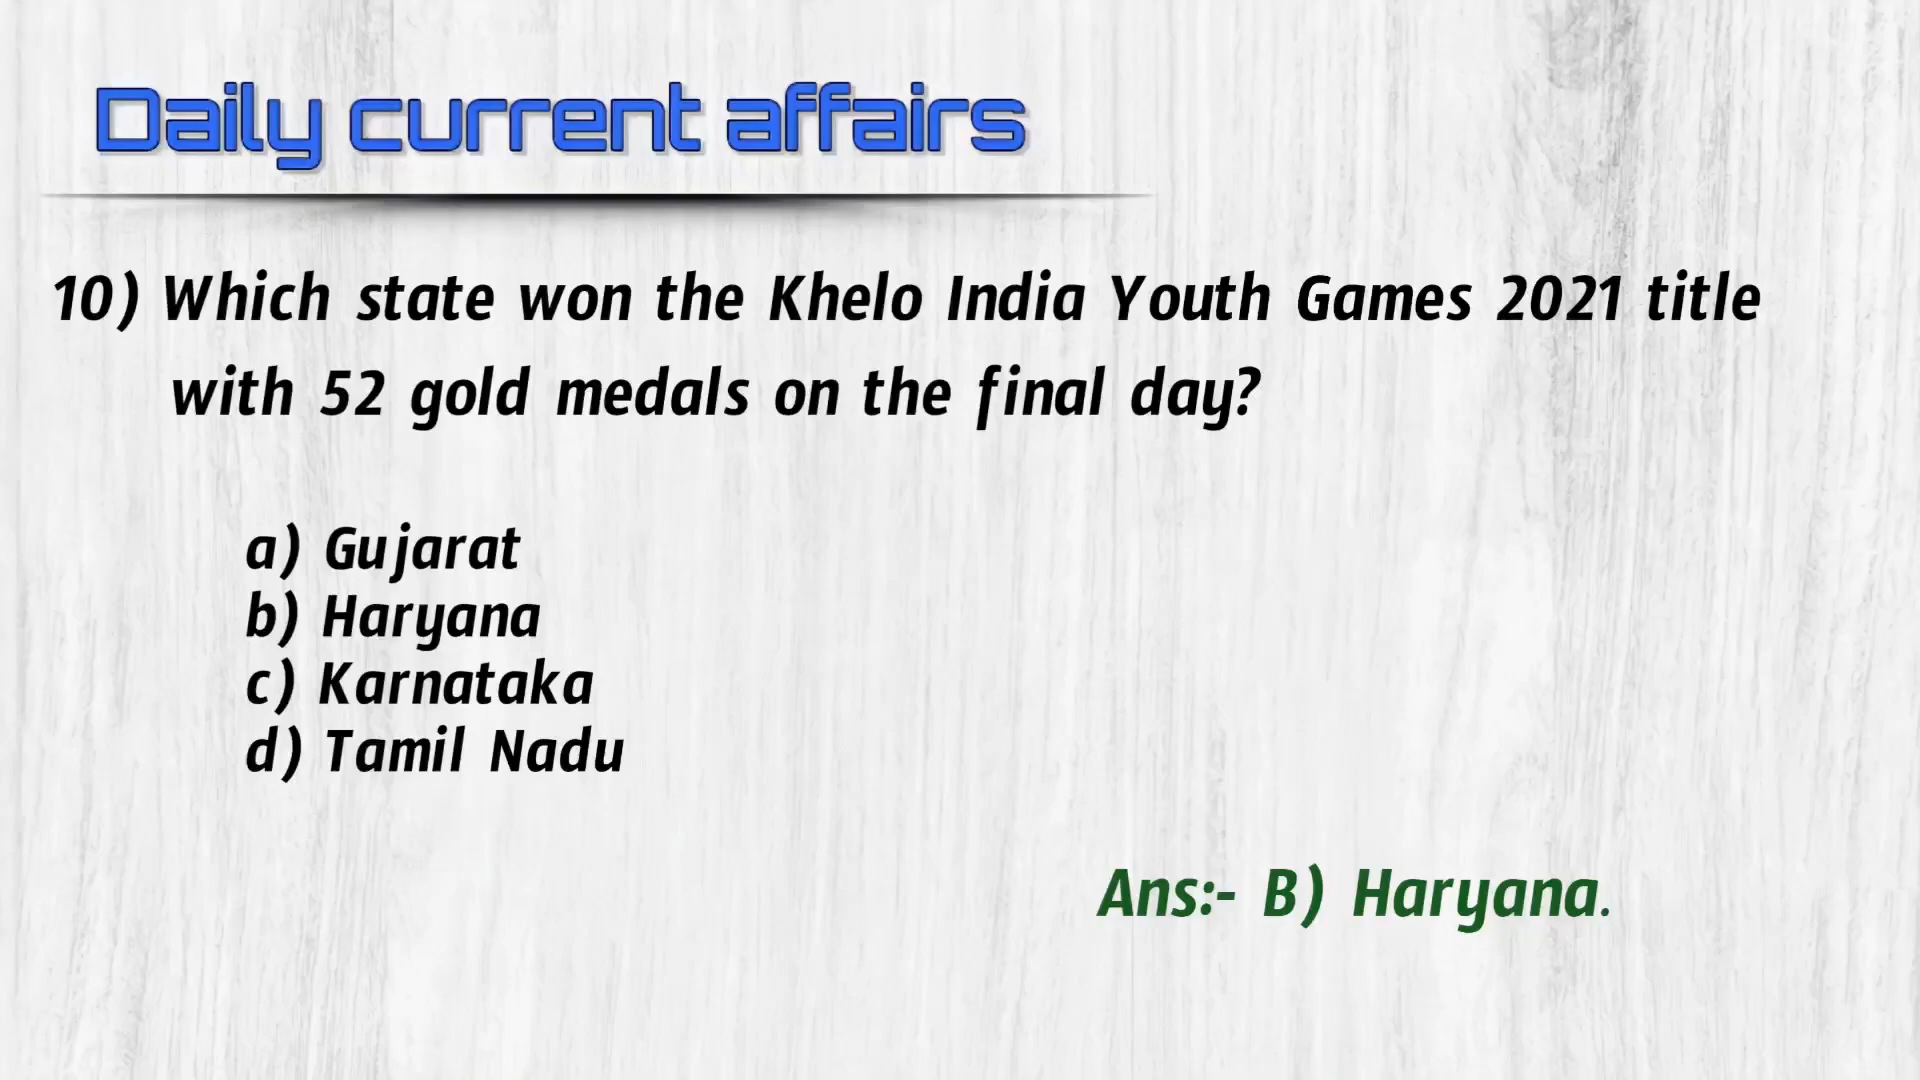 Daily current affairs
10) Which state won the Khelo India Youth Games 2021 title
with 52 gold medals on the final day?
a) Gujarat
b) Haryana
c) Karnataka
d) Tamil Nadu
Ans:- B) Haryana.